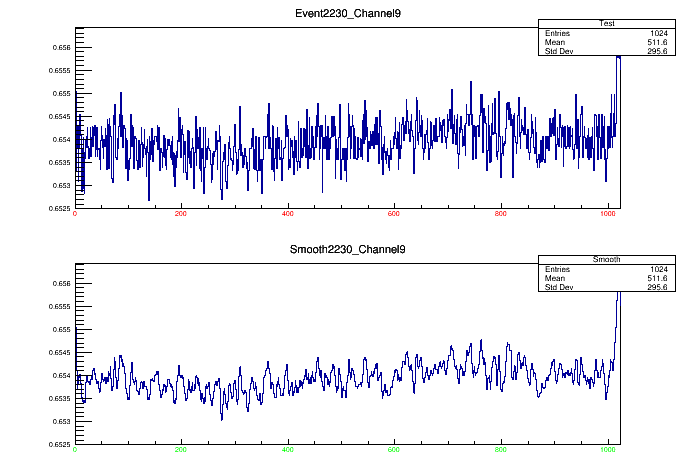 Event2230_Channel9
Test
Entries 1024
Mean 511.6
Std Dev 295.6
0.656
0.6555
0.655
0.6545
0.654
0.6535
0.653
0.6525
0 200 400 600 800 1000
Smooth2230_Channel9
Smooth
Entries 1024
Mean 511.6
Std Dev 295.6
0.656
0.6555
0.655
0.6545
0.654
0.6535
0.653
0.6525
0 200 400 600 800 1000